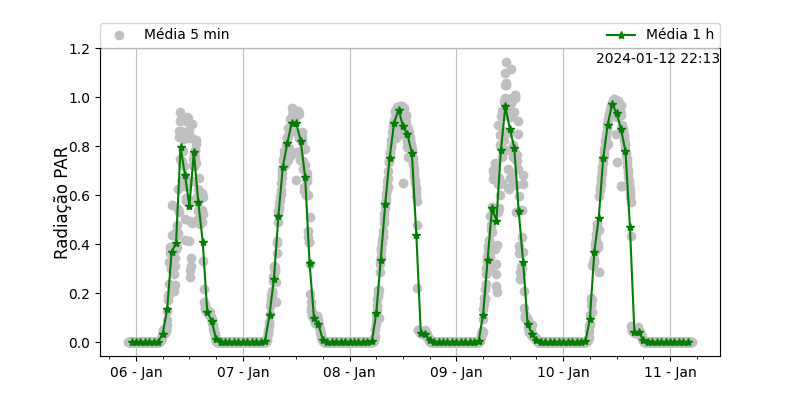 Média 5 min
Média 1 h
2024-01-12 22:13
Radiação PAR
1.2
1.0
0.8
0.6
0.4
0.2
0.0
06 - Jan
07 - Jan
08 - Jan
09 - Jan
10 - Jan
11 - Jan